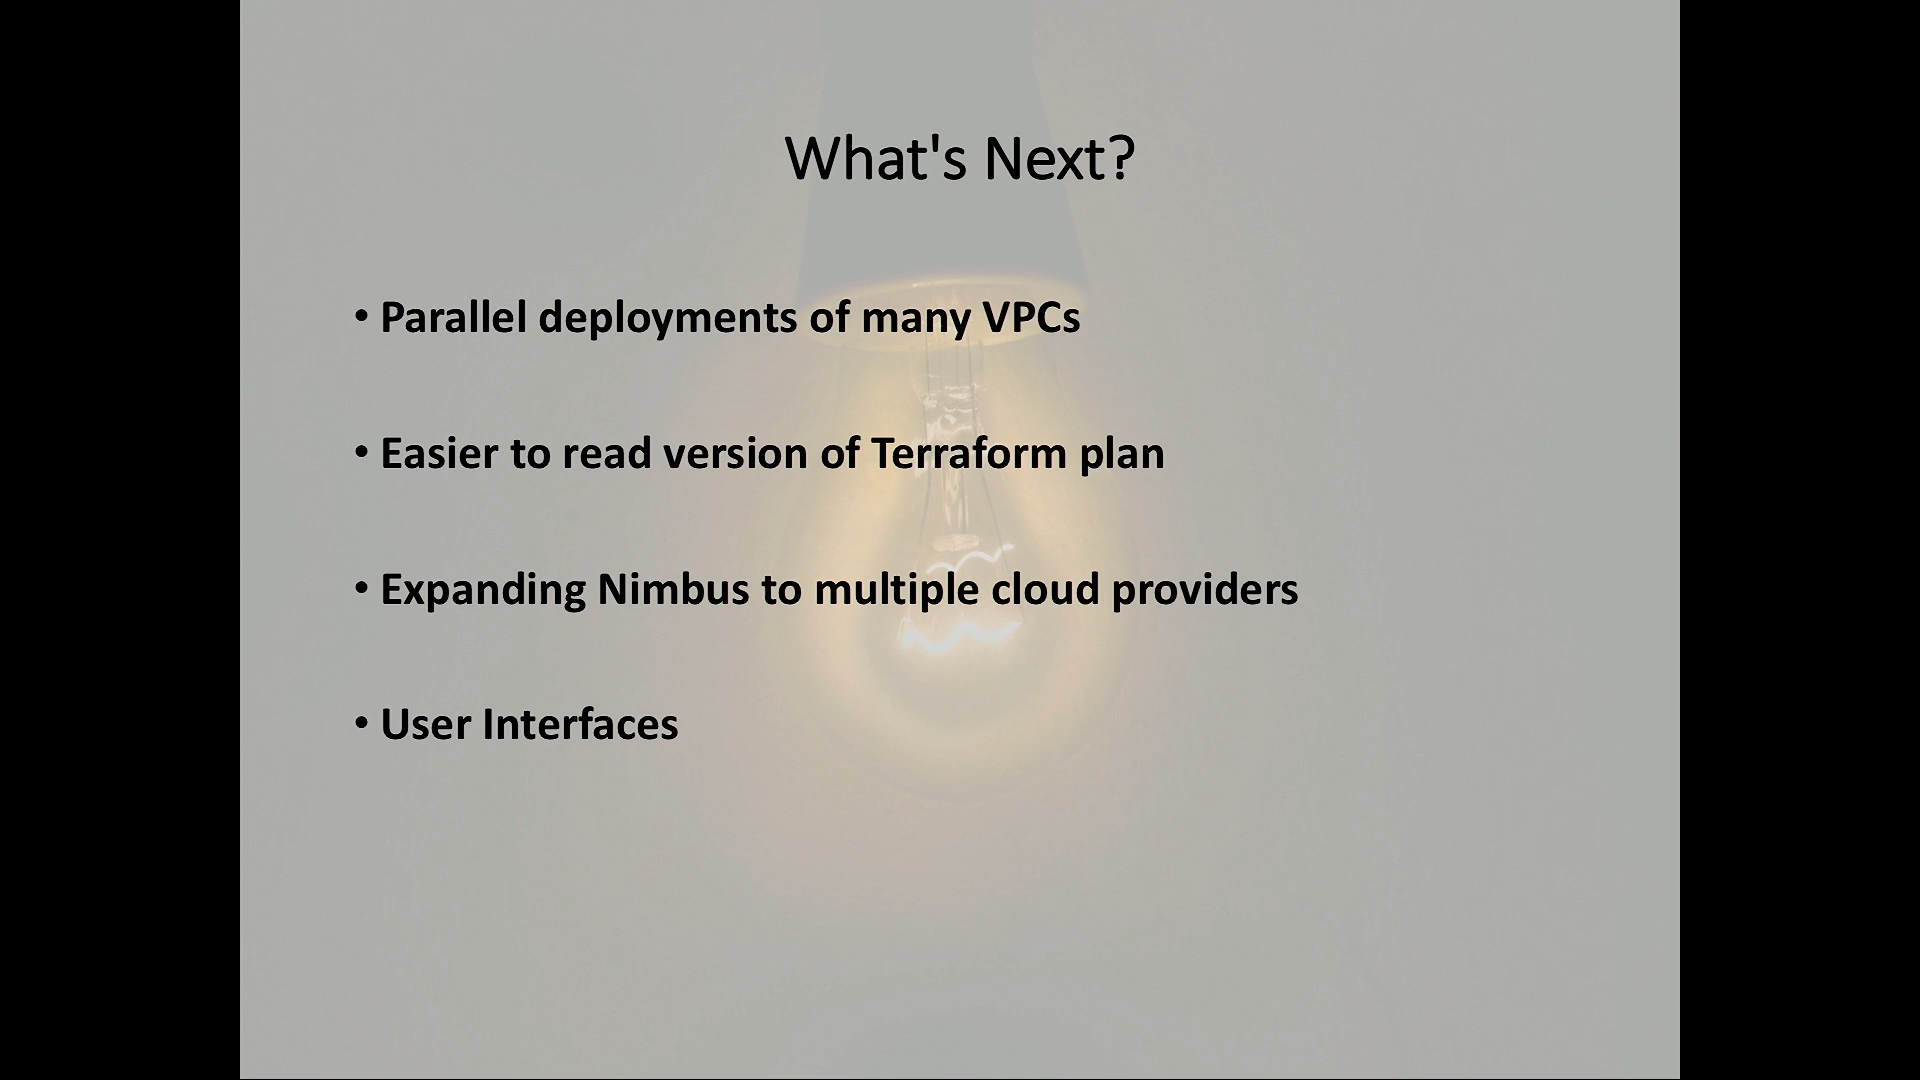 What's Next?
• Parallel deployments of many VPCs
• Easier to read version of Terraform plan
• Expanding Nimbus to multiple cloud providers
• User Interfaces